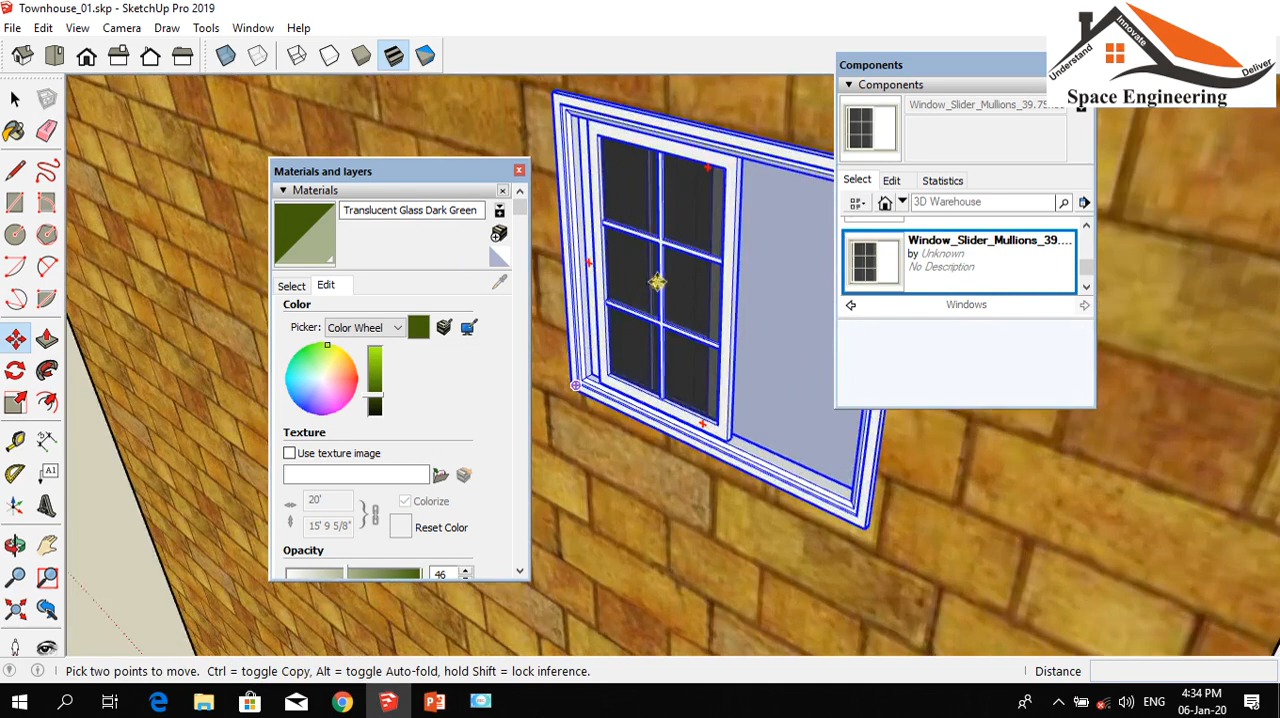 Townhouse_01.skp - SketchUp Pro 2019
File Edit View Camera Draw Tools Window Help
Understand
Innovate
Deliver
Space Engineering
Components
Components
Window_Slider_Mullions_39.75
Select Edit Statistics
3D Warehouse
Window_Slider_Mullions_39....
by Unknown
No Description
Windows
Materials and layers
Materials
Translucent Glass Dark Green
Select Edit
Color
Picker: Color Wheel
Texture
Use texture image
20'
Colorize
15' 9 5/8"
Reset Color
Opacity
46
A1
Pick two points to move. Ctrl = toggle Copy, Alt = toggle Auto-fold, hold Shift = lock inference.
Distance
ENG
4:34 PM
06-Jan-20